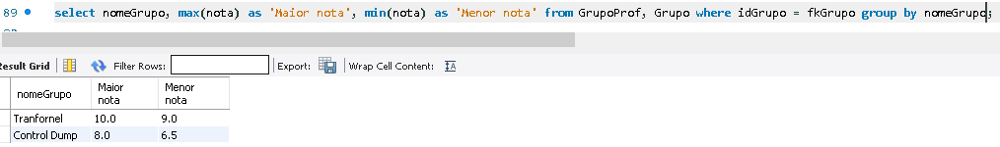 89 select nomeGrupo, max(nota) as 'Maior nota', min(nota) as 'Menor nota' from GrupoProf, Grupo where idGrupo = fkGrupo group by nomeGrupo;
Result Grid Filter Rows: Export: Wrap Cell Content:
nomeGrupo Maior nota Menor nota
Tranfornel 10.0 9.0
Control Dump 8.0 6.5